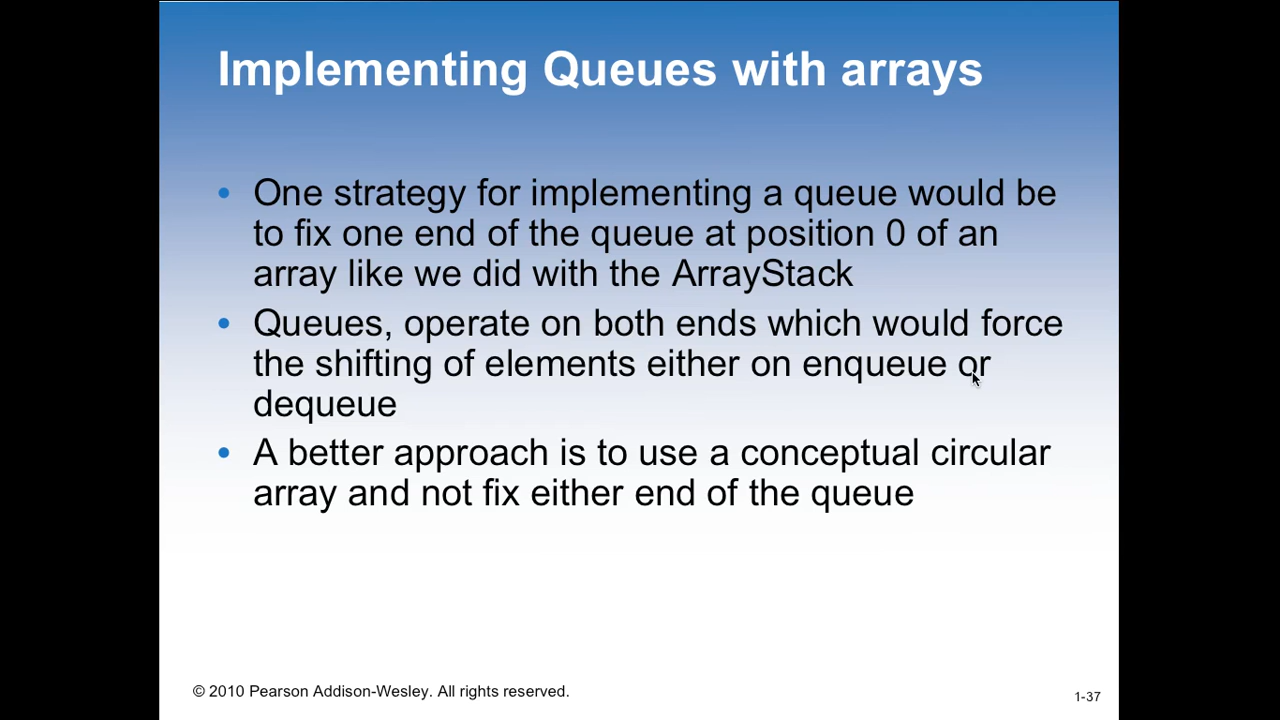 Implementing Queues with arrays
• One strategy for implementing a queue would be
to fix one end of the queue at position 0 of an
array like we did with the ArrayStack
• Queues, operate on both ends which would force
the shifting of elements either on enqueue or
dequeue
• A better approach is to use a conceptual circular
array and not fix either end of the queue
© 2010 Pearson Addison-Wesley. All rights reserved.
1-37